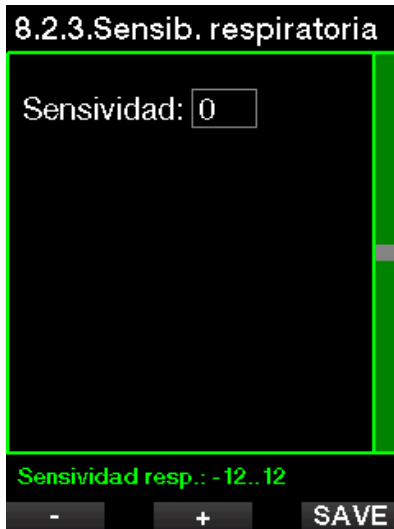 8.2.3.Sensib. respiratoria
Sensividad: 0
Sensividad resp.: -12..12
- + SAVE